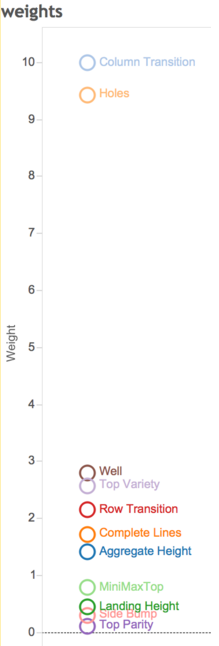 weights
10
Column Transition
Holes
9
8
7
6
Weight
5
4
3
Well
Top Variety
Row Transition
2
Complete Lines
Aggregate Height
1
MiniMaxTop
Landing Height
Side Bump
Top Parity
0